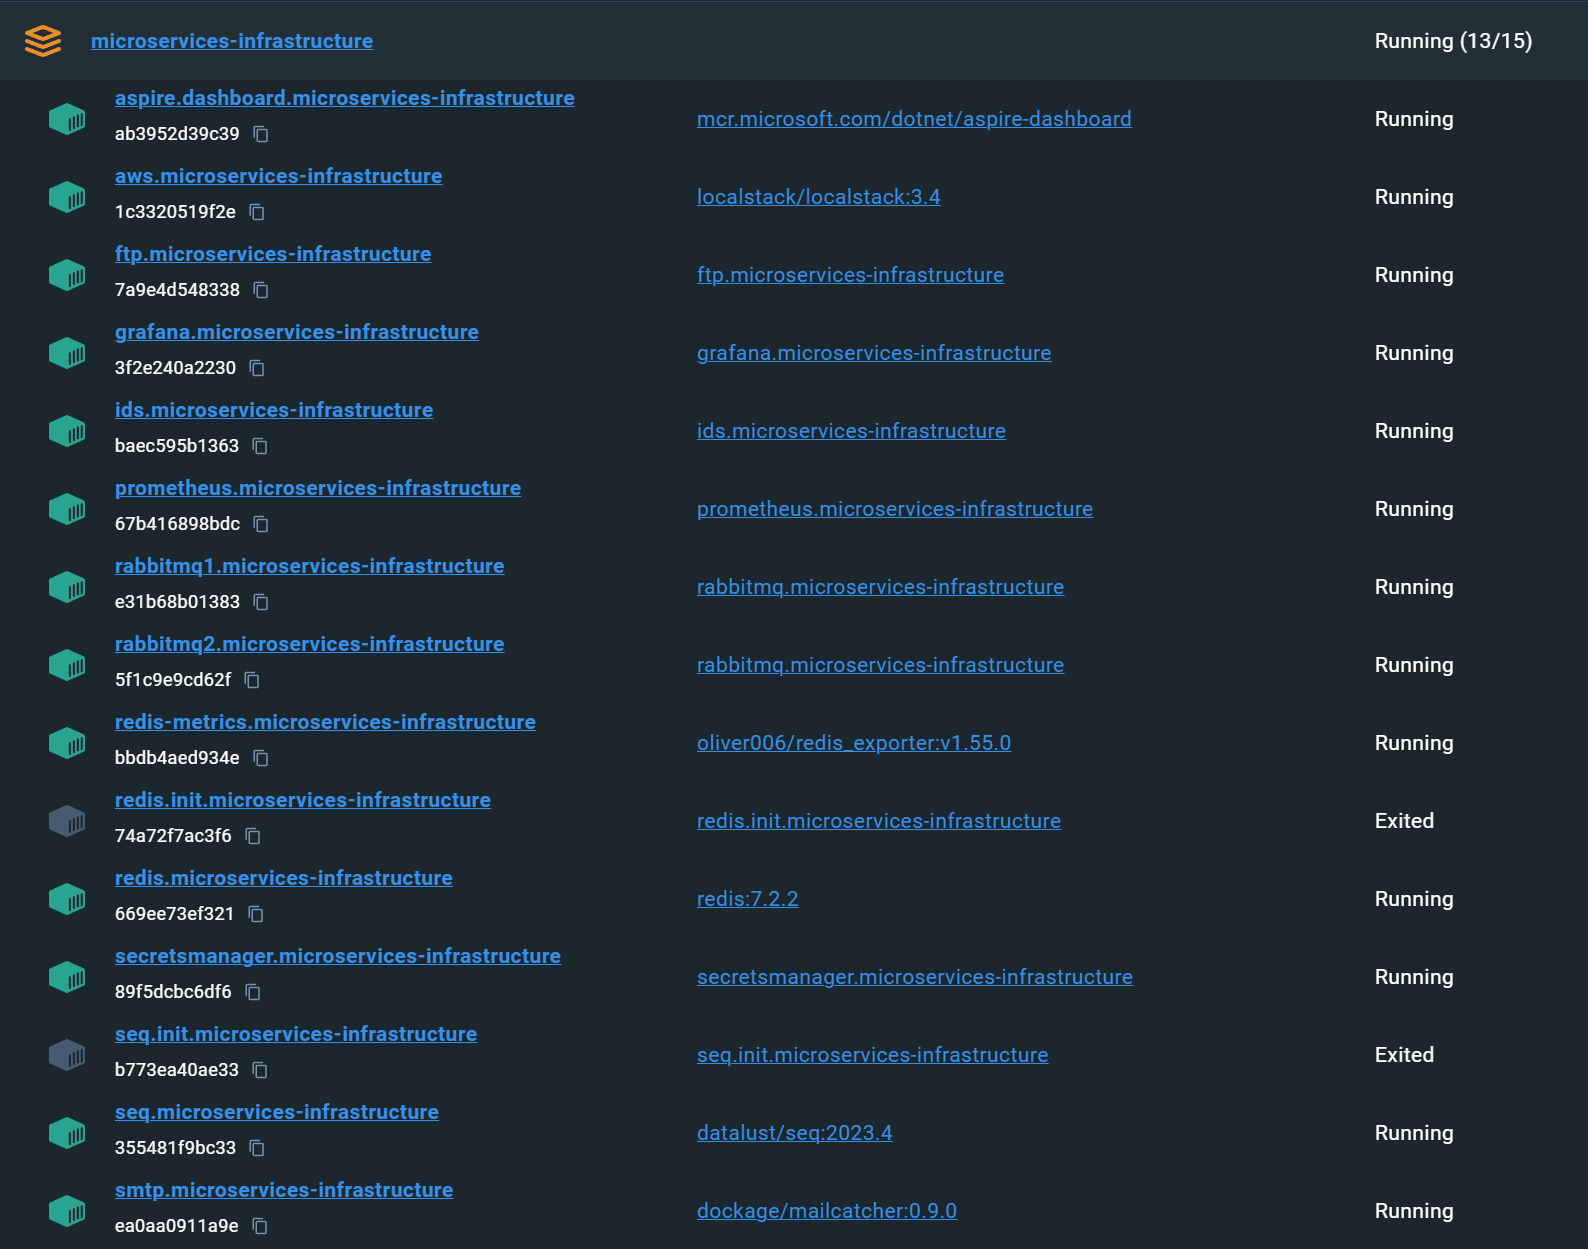 microservices-infrastructure
Running (13/15)
aspire.dashboard.microservices-infrastructure
ab3952d39c39
mcr.microsoft.com/dotnet/aspire-dashboard
Running
aws.microservices-infrastructure
1c3320519f2e
localstack/localstack:3.4
Running
ftp.microservices-infrastructure
7a9e4d548338
ftp.microservices-infrastructure
Running
grafana.microservices-infrastructure
3f2e240a2230
grafana.microservices-infrastructure
Running
ids.microservices-infrastructure
baec595b1363
ids.microservices-infrastructure
Running
prometheus.microservices-infrastructure
67b416898bdc
prometheus.microservices-infrastructure
Running
rabbitmq1.microservices-infrastructure
e31b68b01383
rabbitmq.microservices-infrastructure
Running
rabbitmq2.microservices-infrastructure
5f1c9e9cd62f
rabbitmq.microservices-infrastructure
Running
redis-metrics.microservices-infrastructure
bbdb4aed934e
oliver006/redis_exporter:v1.55.0
Running
redis.init.microservices-infrastructure
74a72f7ac3f6
redis.init.microservices-infrastructure
Exited
redis.microservices-infrastructure
669ee73ef321
redis:7.2.2
Running
secretsmanager.microservices-infrastructure
89f5dcbc6df6
secretsmanager.microservices-infrastructure
Running
seq.init.microservices-infrastructure
b773ea40ae33
seq.init.microservices-infrastructure
Exited
seq.microservices-infrastructure
355481f9bc33
datalust/seq:2023.4
Running
smtp.microservices-infrastructure
ea0aa0911a9e
dockage/mailcatcher:0.9.0
Running